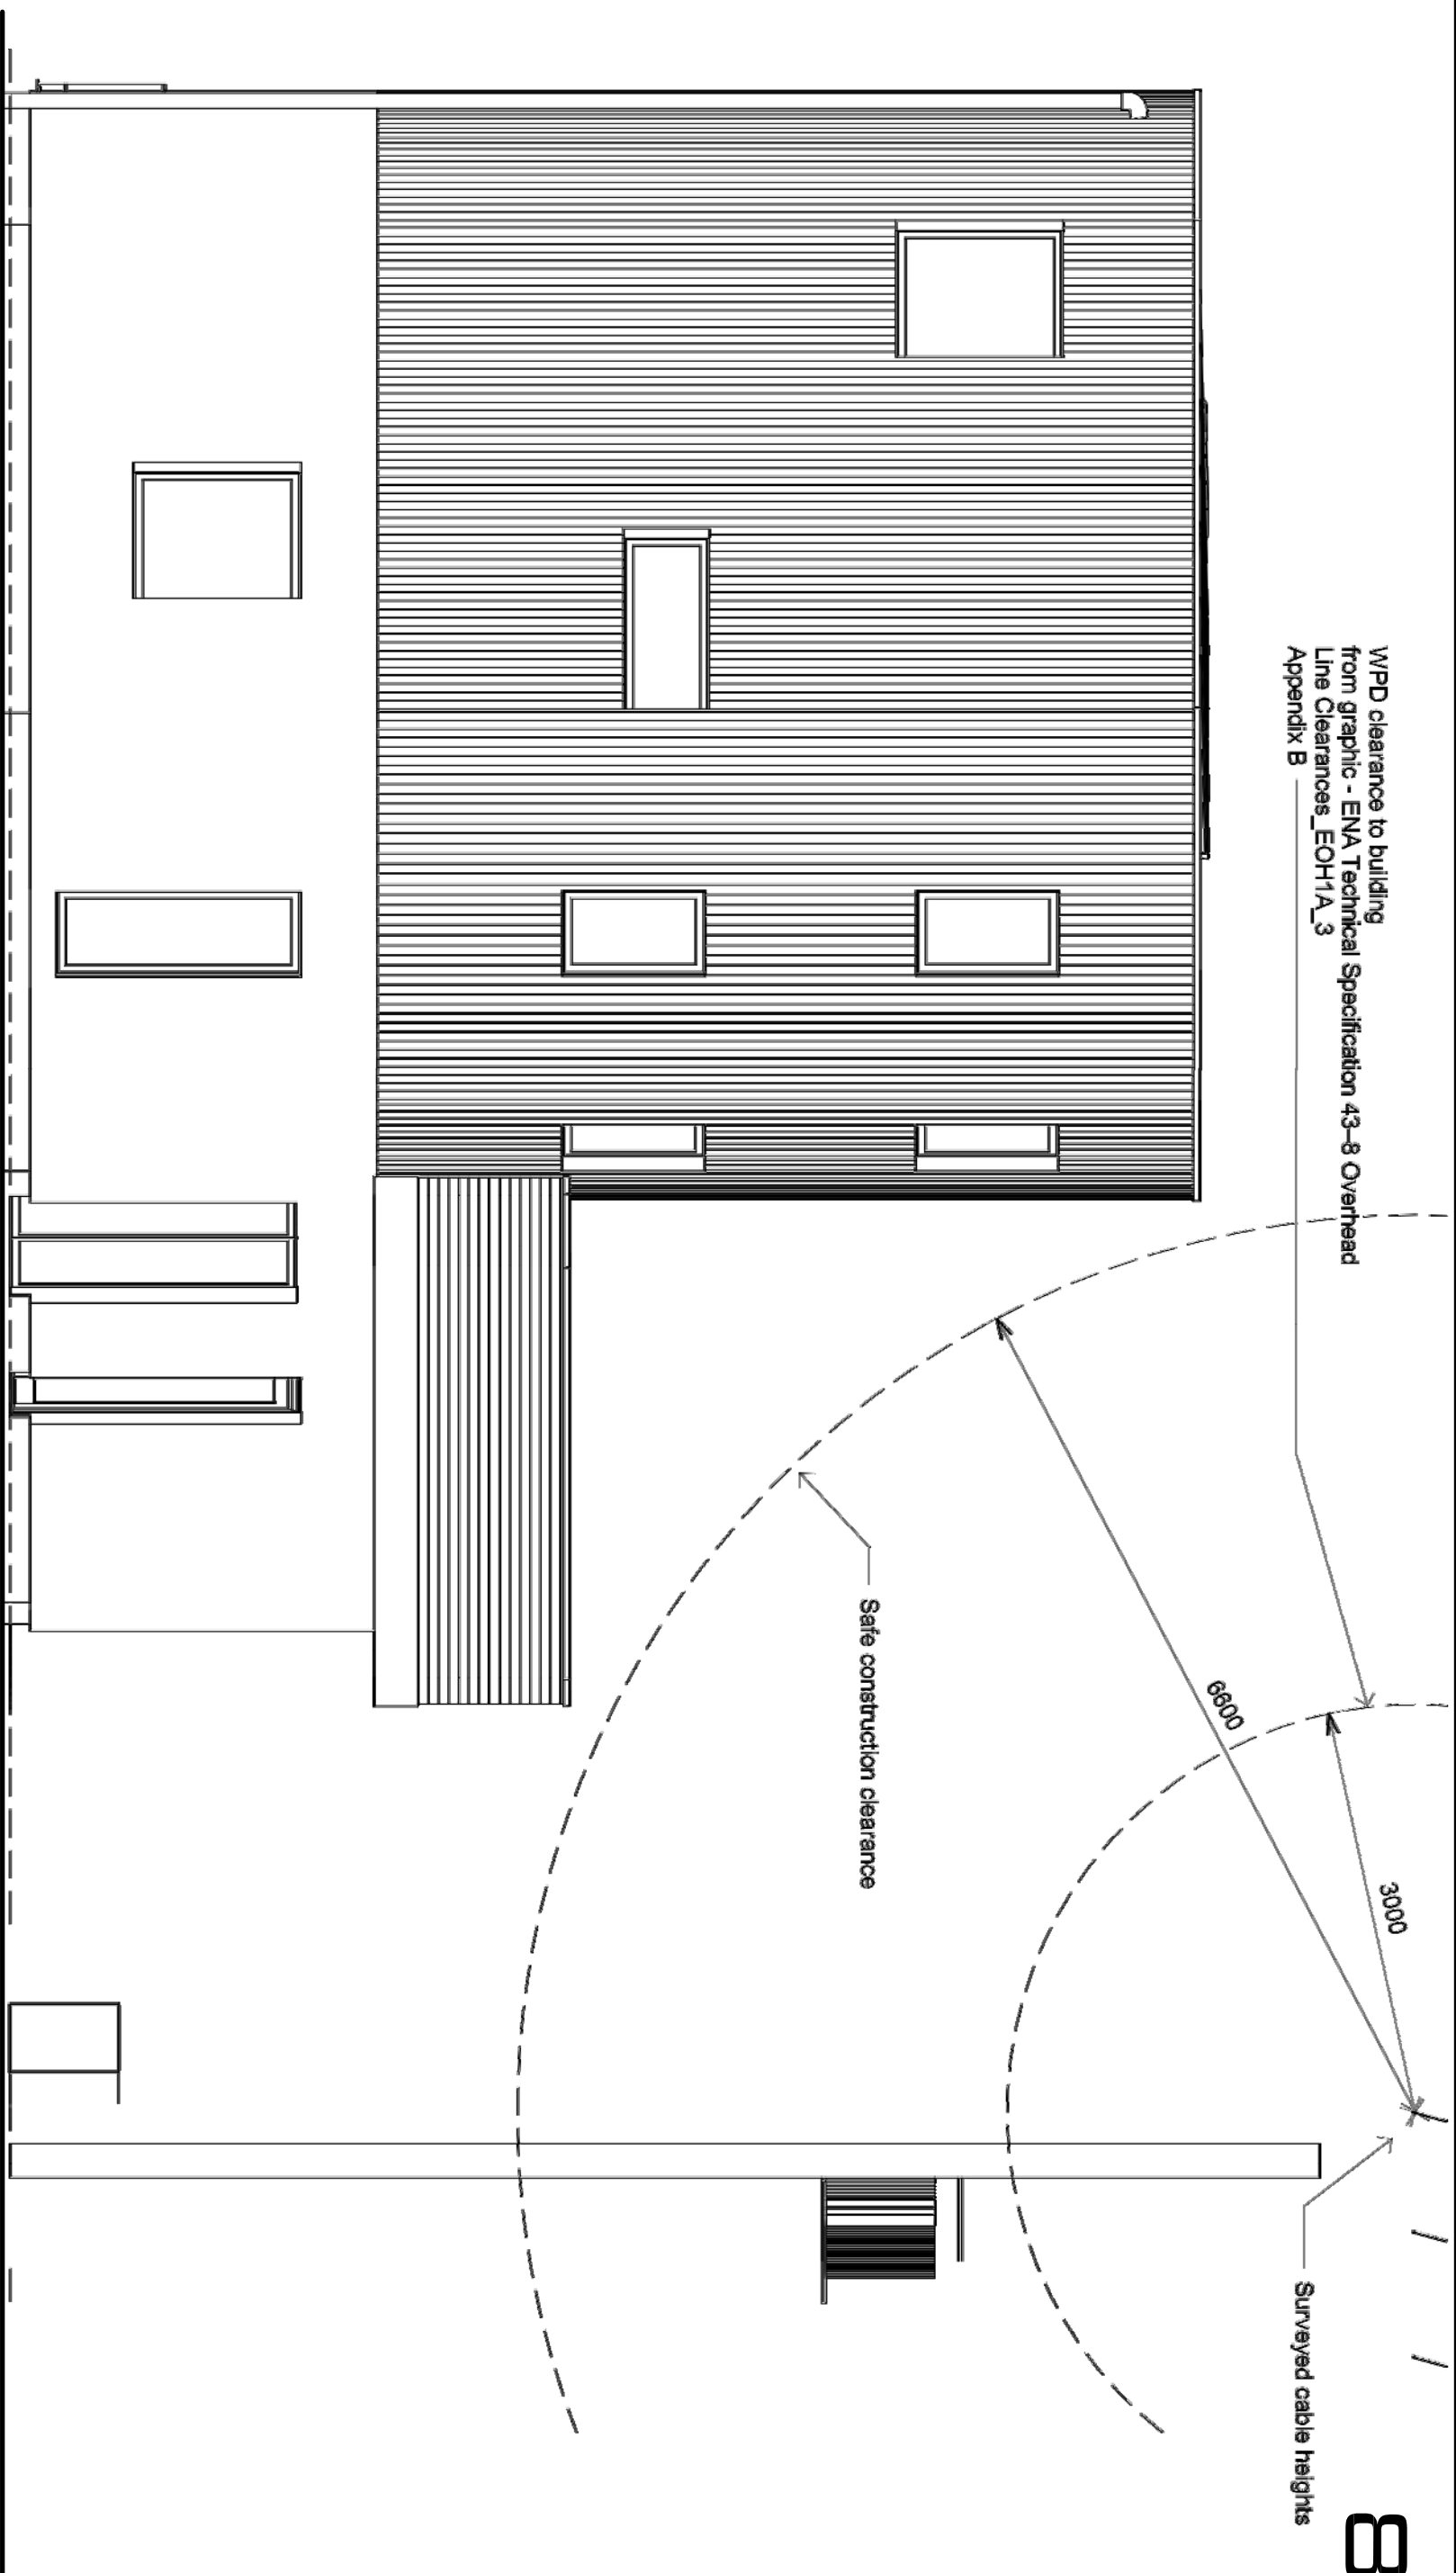 WPD clearance to building
from graphic - ENA Technical Specification 43–8 Overhead
Line Clearances_EOH1A_3
Appendix B
3000
6600
Safe construction clearance
Surveyed cable heights